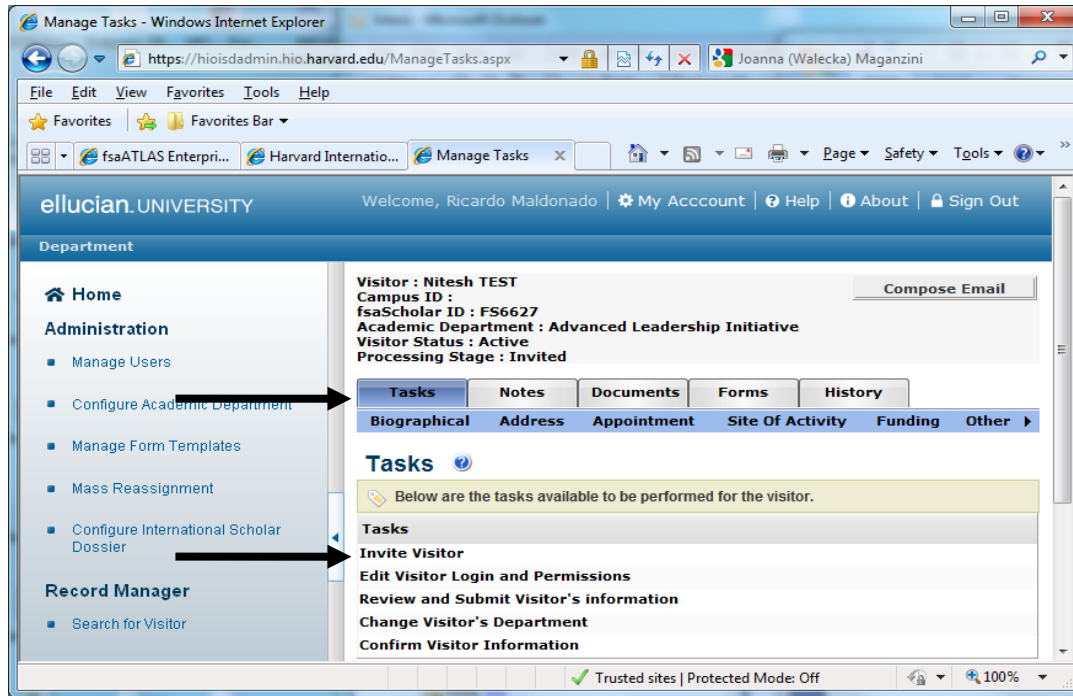 Manage Tasks - Windows Internet Explorer
https://hioisdadmin.hio.harvard.edu/ManageTasks.aspx
Joanna (Walecka) Maganzini
File Edit View Favorites Tools Help
Favorites Favorites Bar
fsaATLAS Enterpri... Harvard Internatio... Manage Tasks x Page Safety Tools
ellucian. UNIVERSITY
Welcome, Ricardo Maldonado | My Acccount | Help | About | Sign Out
Department
Home
Administration
Manage Users
Configure Academic Department
Manage Form Templates
Mass Reassignment
Configure International Scholar
Dossier
Record Manager
Search for Visitor
Visitor : Nitesh TEST
Campus ID :
fsaScholar ID : FS6627
Academic Department : Advanced Leadership Initiative
Visitor Status : Active
Processing Stage : Invited
Compose Email
Tasks Notes Documents Forms History
Biographical Address Appointment Site Of Activity Funding Other
Tasks
Below are the tasks available to be performed for the visitor.
Tasks
Invite Visitor
Edit Visitor Login and Permissions
Review and Submit Visitor's information
Change Visitor's Department
Confirm Visitor Information
Trusted sites | Protected Mode: Off 100%